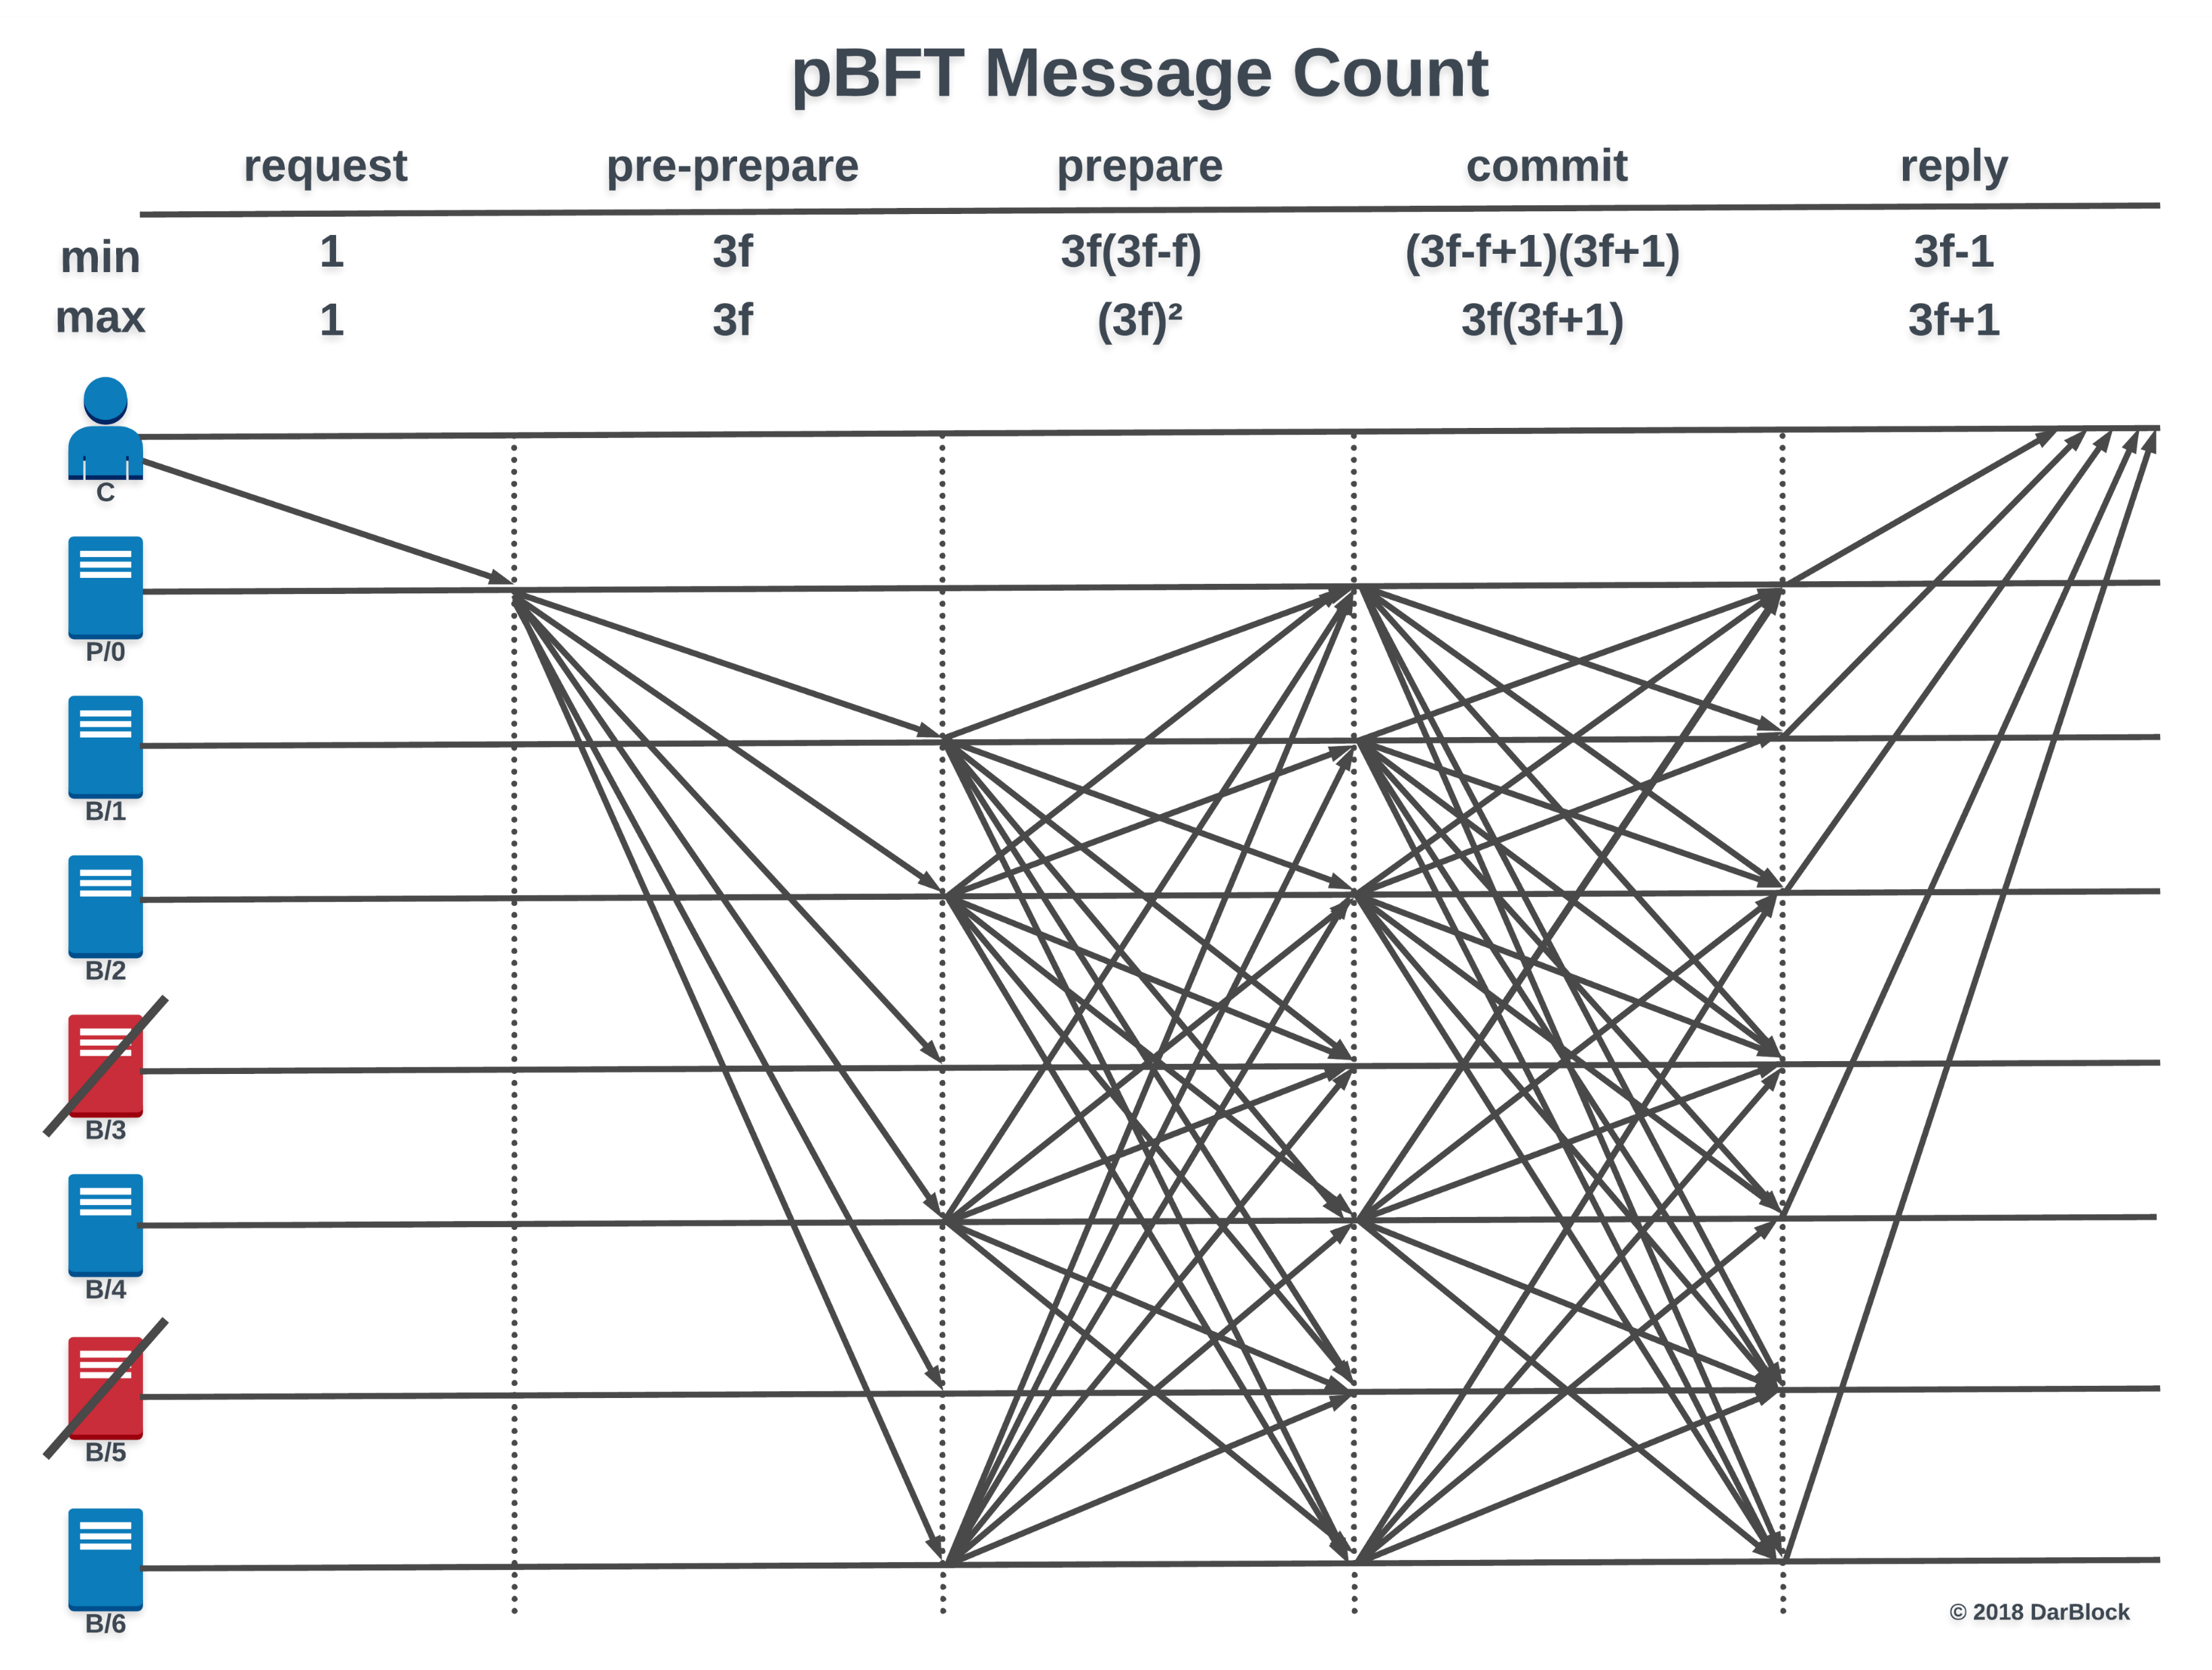 pBFT Message Count
request pre-prepare prepare commit reply
min 1 3f 3f(3f-f) (3f-f+1)(3f+1) 3f-1
max 1 3f (3f)² 3f(3f+1) 3f+1
C
P/0
B/1
B/2
B/3
B/4
B/5
B/6
© 2018 DarBlock